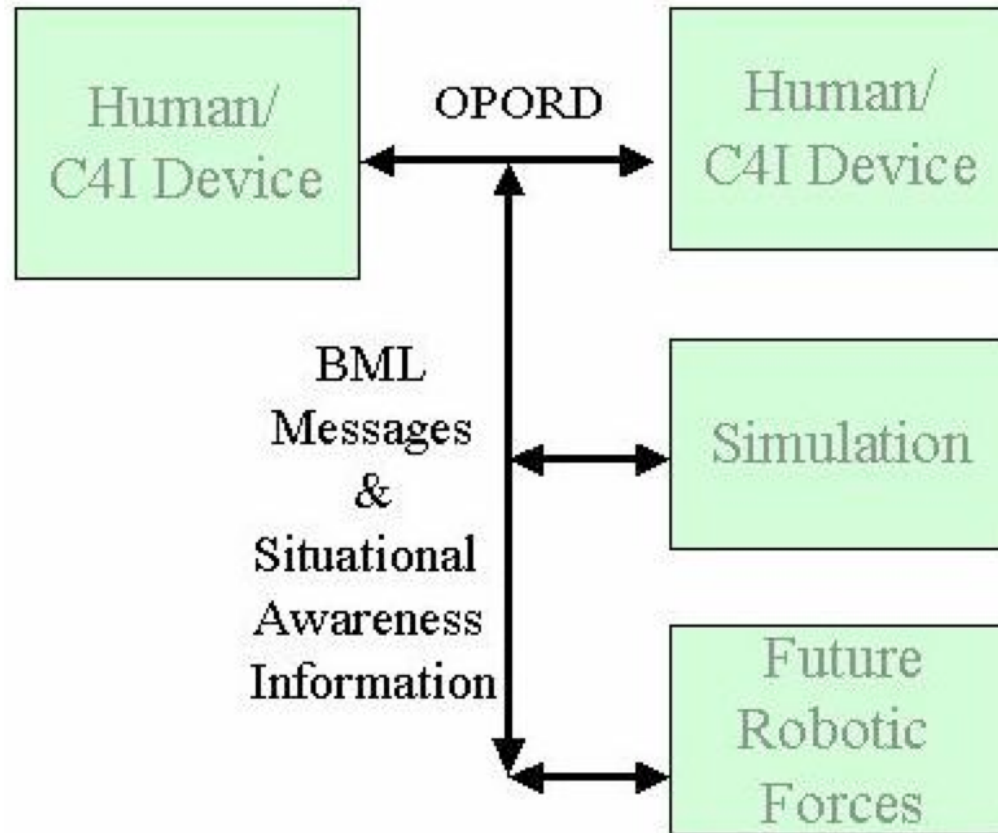 Human/
C4I Device
OPORD
Human/
C4I Device
BML
Messages
&
Situational
Awareness
Information
Simulation
Future
Robotic
Forces